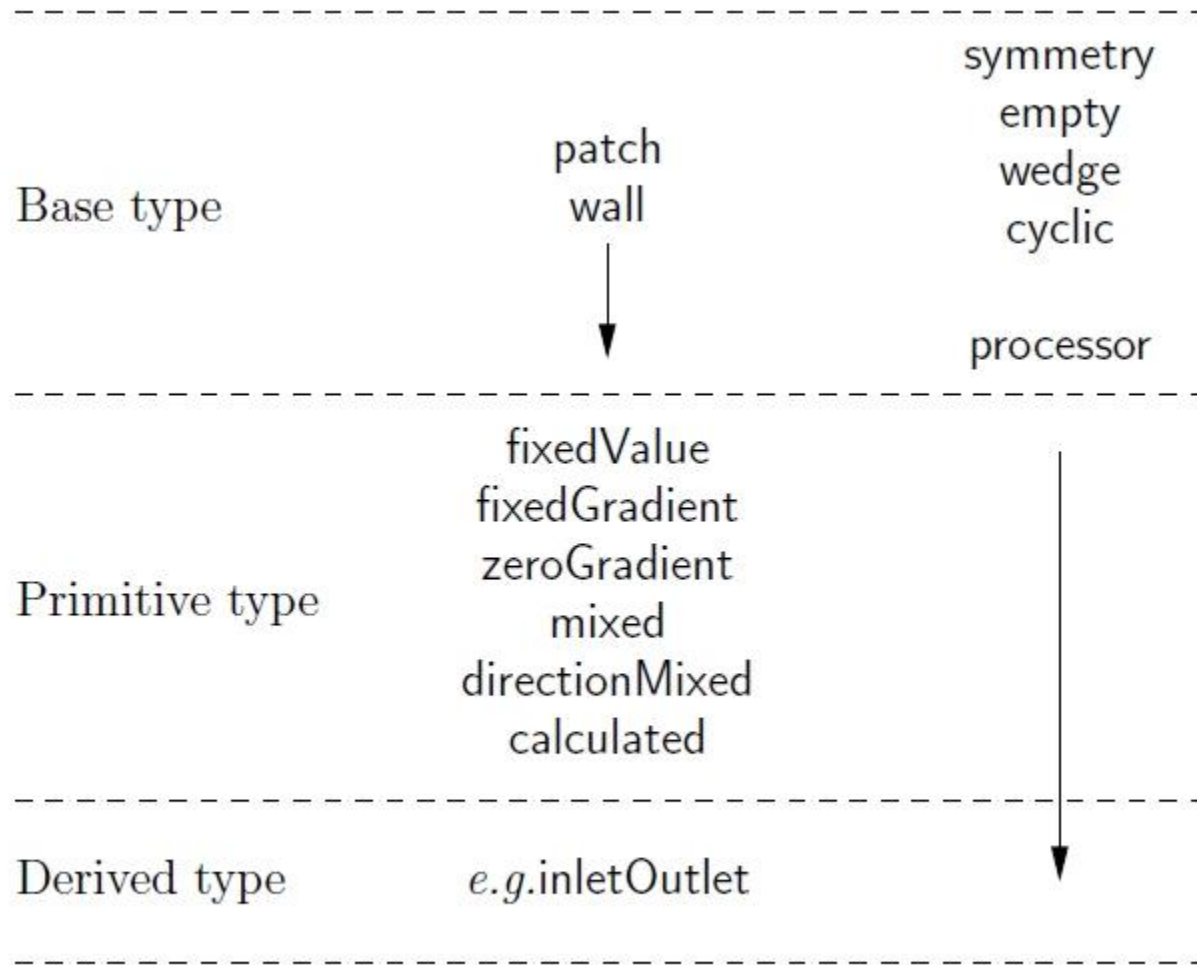 symmetry
empty
patch
wedge
Base type
wall
cyclic
processor
fixedValue
fixedGradient
zeroGradient
Primitive type
mixed
directionMixed
calculated
Derived type
e.g.inletOutlet